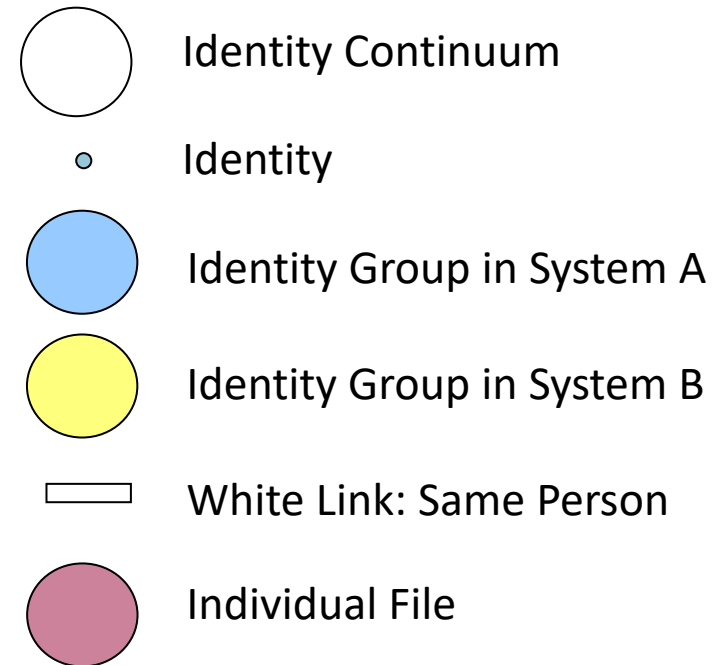 Identity Continuum
Identity
Identity Group in System A
Identity Group in System B
White Link: Same Person
Individual File